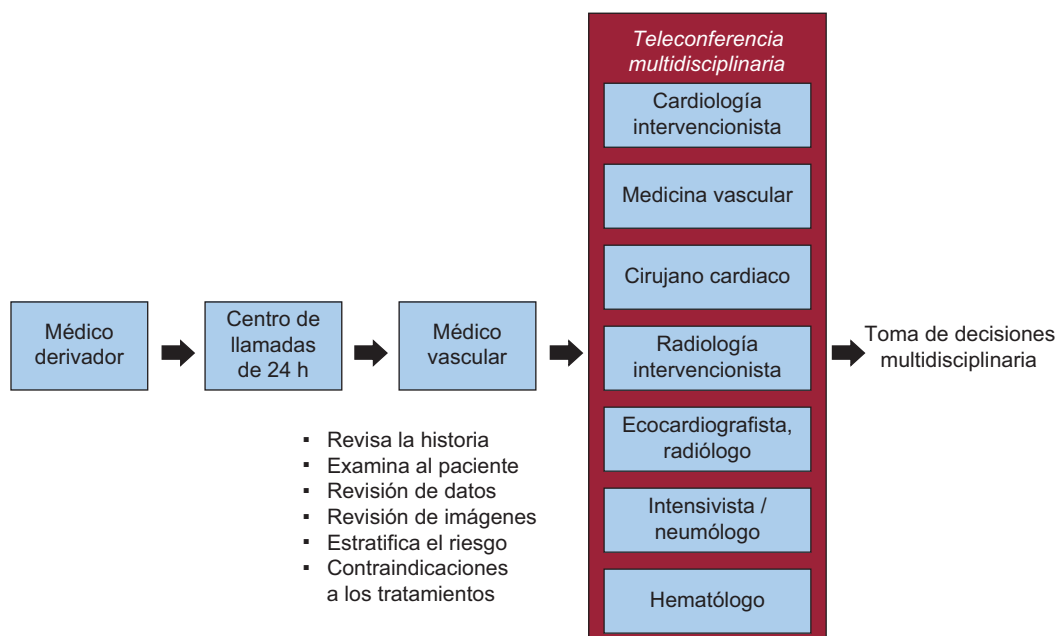 Médico
derivador
Centro de
llamadas
de 24 h
Médico
vascular
▪ Revisa la historia
▪ Examina al paciente
▪ Revisión de datos
▪ Revisión de imágenes
▪ Estratifica el riesgo
▪ Contraindicaciones
a los tratamientos
Teleconferencia
multidisciplinaria
Cardiología
intervencionista
Medicina vascular
Cirujano cardiaco
Radiología
intervencionista
Ecocardiografista,
radiólogo
Intensivista /
neumólogo
Hematólogo
Toma de decisiones
multidisciplinaria